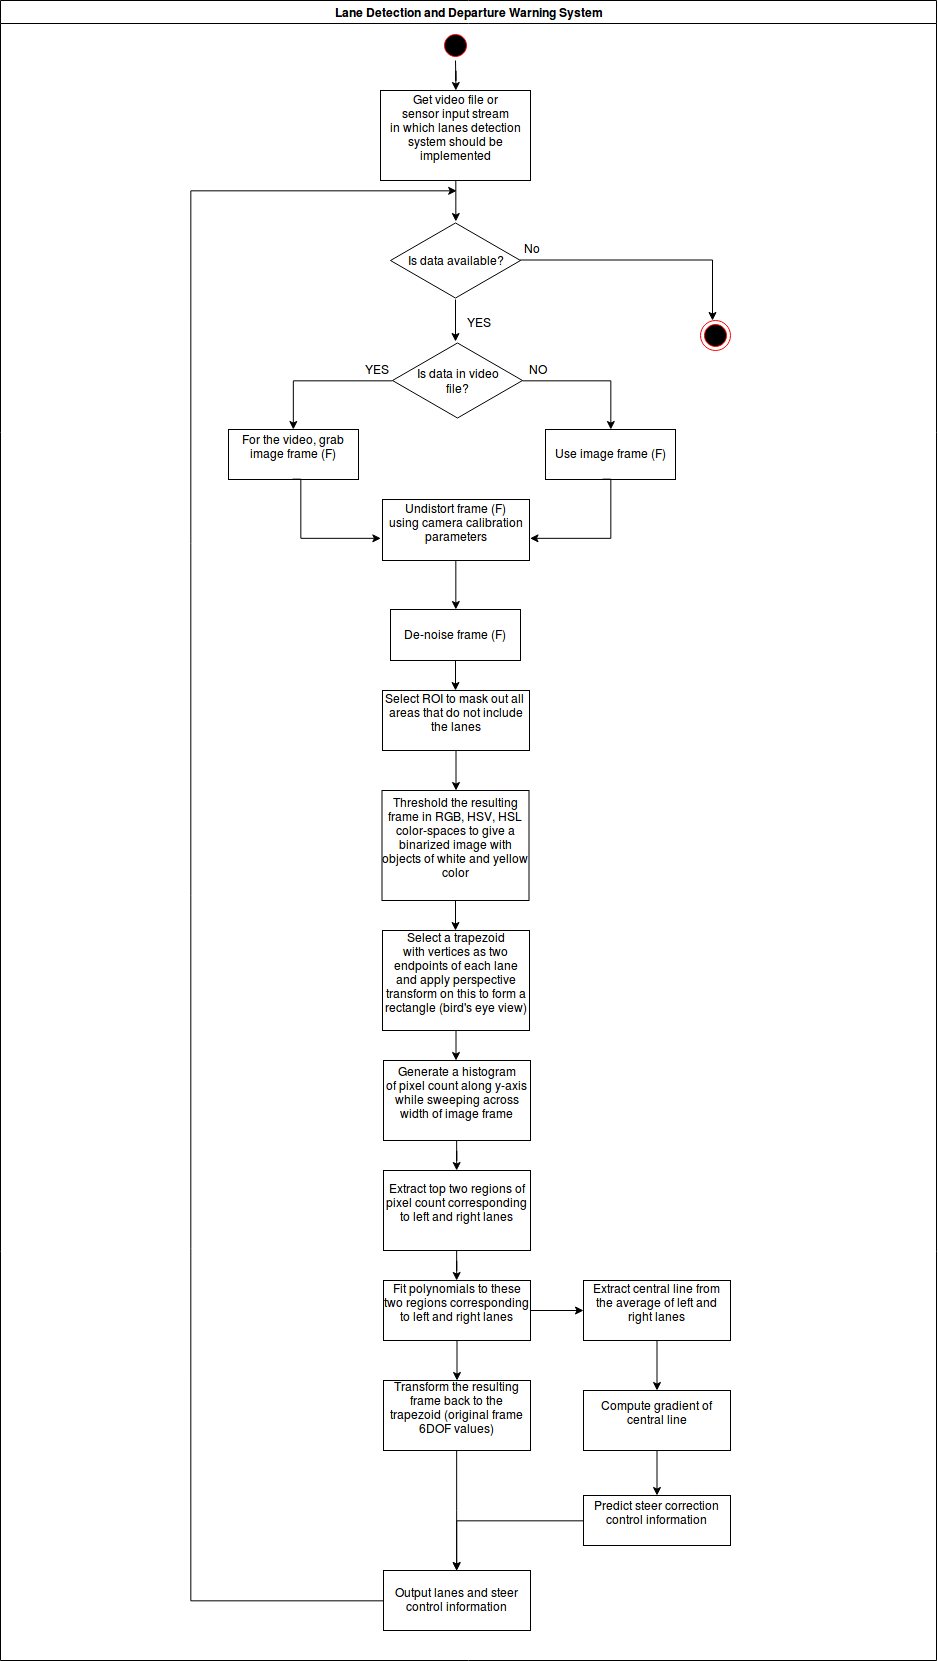 Lane Detection and Departure Warning System
Get video file or
sensor input stream
in which lanes detection
system should be
implemented
Is data available?
No
YES
Is data in video
file?
YES
NO
For the video, grab
image frame (F)
Use image frame (F)
Undistort frame (F)
using camera calibration
parameters
De-noise frame (F)
Select ROI to mask out all
areas that do not include
the lanes
Threshold the resulting
frame in RGB, HSV, HSL
color-spaces to give a
binarized image with
objects of white and yellow
color
Select a trapezoid
with vertices as two
endpoints of each lane
and apply perspective
transform on this to form a
rectangle (bird's eye view)
Generate a histogram
of pixel count along y-axis
while sweeping across
width of image frame
Extract top two regions of
pixel count corresponding
to left and right lanes
Fit polynomials to these
two regions corresponding
to left and right lanes
Extract central line from
the average of left and
right lanes
Transform the resulting
frame back to the
trapezoid (original frame
6DOF values)
Compute gradient of
central line
Predict steer correction
control information
Output lanes and steer
control information